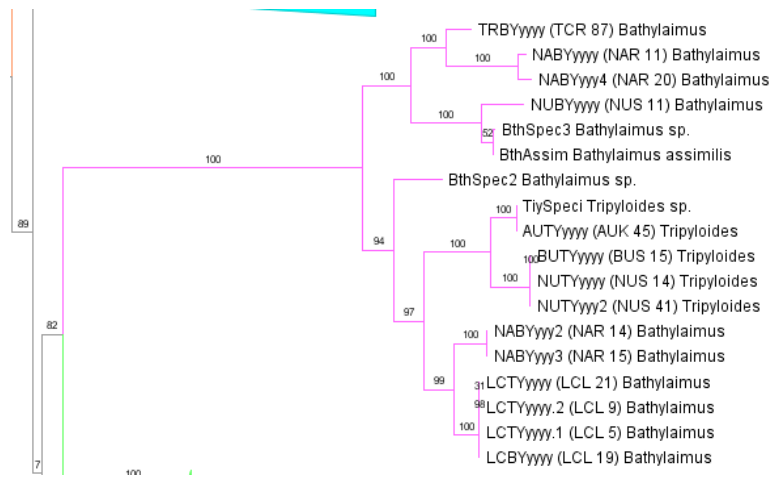 TRBYyyyy (TCR 87) Bathylaimus
100
NABYyyyy (NAR 11) Bathylaimus
100
100
NABYyyy4 (NAR 20) Bathylaimus
NUBYyyyy (NUS 11) Bathylaimus
100
BthSpec3 Bathylaimus sp.
52
BthAssim Bathylaimus assimilis
100
BthSpec2 Bathylaimus sp.
TiySpeci Tripyloides sp.
100
89
AUTYyyyy (AUK 45) Tripyloides
94
100
100
BUTYyyyy (BUS 15) Tripyloides
100
NUTYyyyy (NUS 14) Tripyloides
NUTYyyy2 (NUS 41) Tripyloides
97
82
NABYyyy2 (NAR 14) Bathylaimus
100
NABYyyy3 (NAR 15) Bathylaimus
99
31
LCTYyyyy (LCL 21) Bathylaimus
98
LCTYyyyy.2 (LCL 9) Bathylaimus
100
LCTYyyyy.1 (LCL 5) Bathylaimus
LCBYyyyy (LCL 19) Bathylaimus
7
100